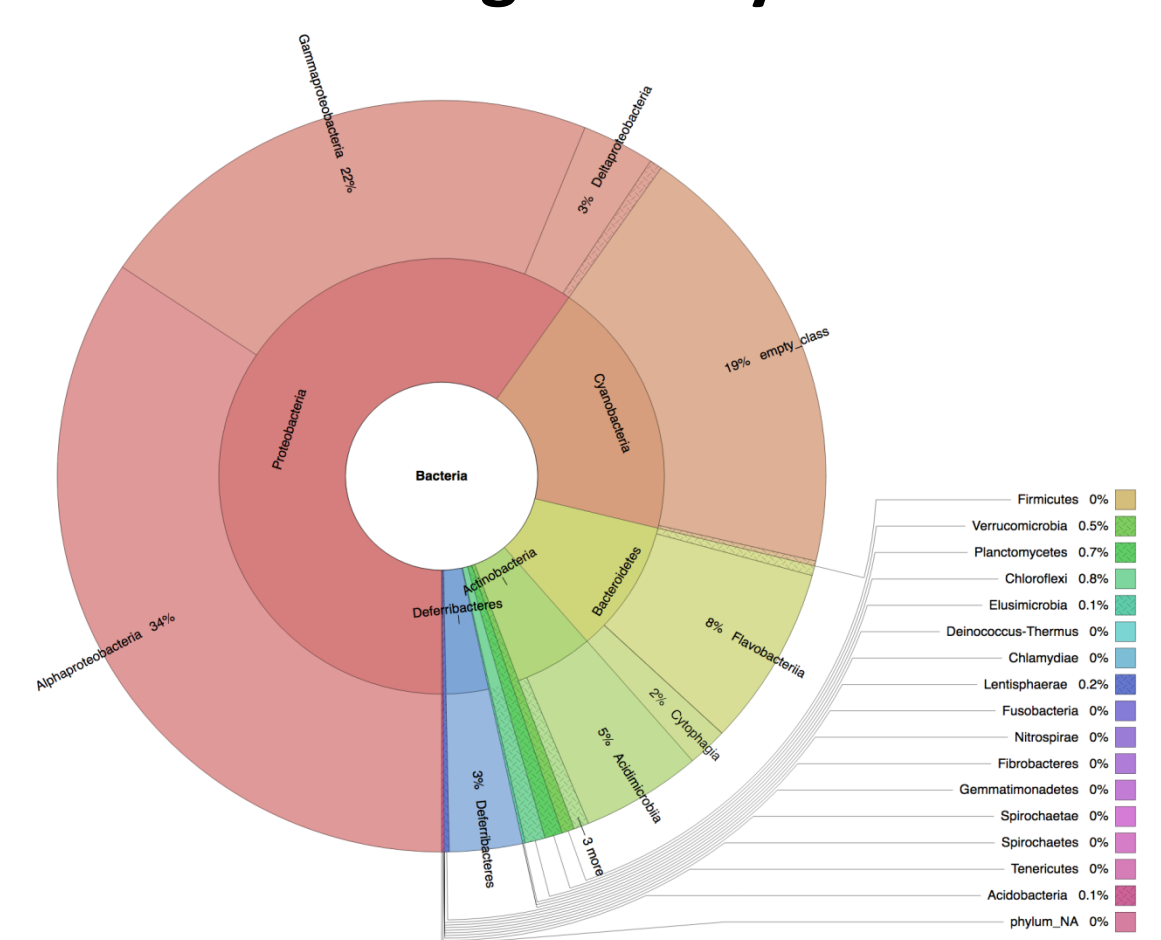 Gammaproteobacteria 22%
3% Deltaproteobacteria
19% empty_class
Cyanobacteria
Proteobacteria
Bacteria
Actinobacteria
Deferribacteres
Bacteroidetes
8% Flavobacteriia
2% Cytophagia
5% Acidimicrobiia
3 more
3% Deferribacteres
Alphaproteobacteria 34%
Firmicutes 0%
Verrucomicrobia 0.5%
Planctomycetes 0.7%
Chloroflexi 0.8%
Elusimicrobia 0.1%
Deinococcus-Thermus 0%
Chlamydiae 0%
Lentisphaerae 0.2%
Fusobacteria 0%
Nitrospirae 0%
Fibrobacteres 0%
Gemmatimonadetes 0%
Spirochaetae 0%
Spirochaetes 0%
Tenericutes 0%
Acidobacteria 0.1%
phylum_NA 0%